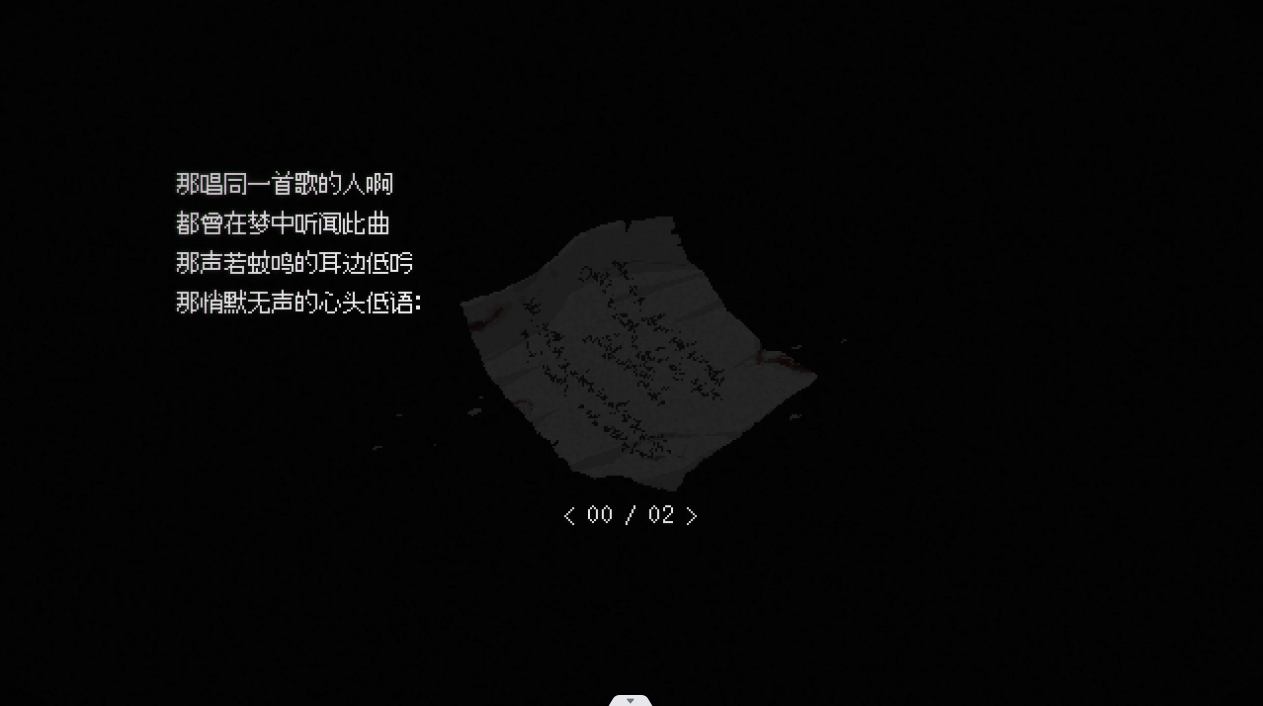 那唱同一首歌的人啊
都曾在梦中听闻此曲
那声若蚊鸣的耳边低吟
那悄默无声的心头低语:
< 00 / 02 >